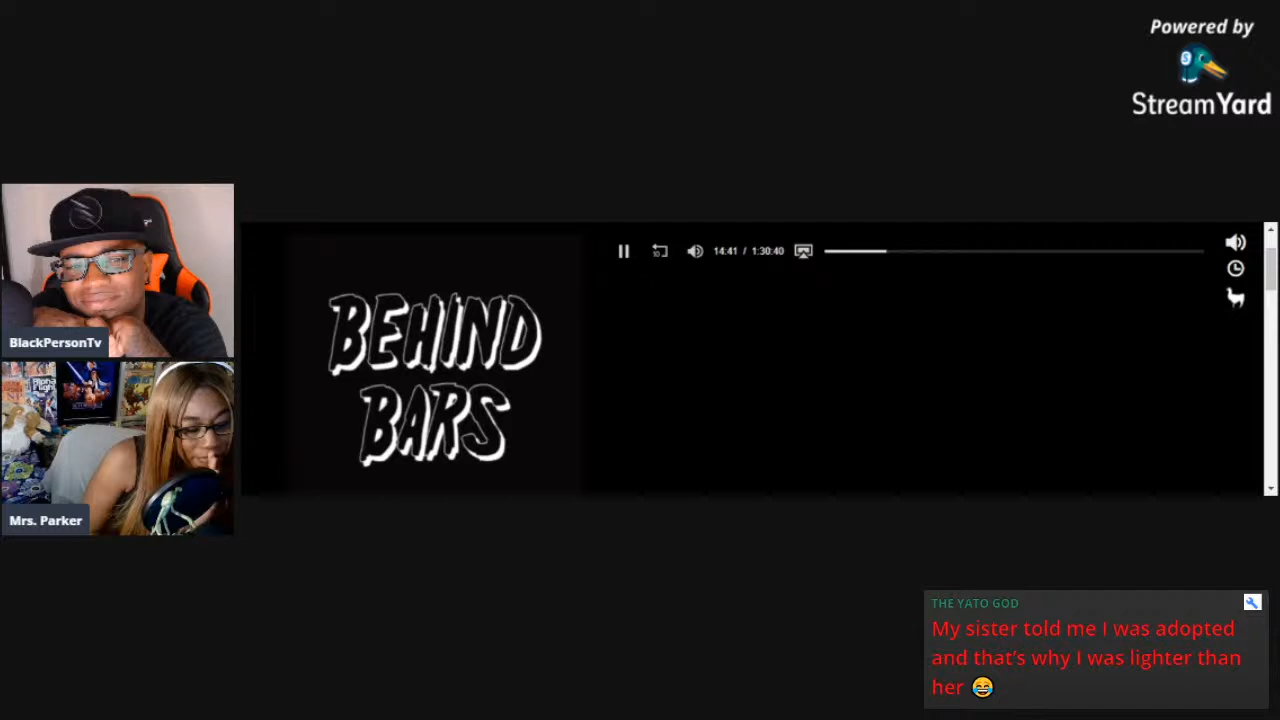 Powered by
StreamYard
14:41 / 1:30:40
10
BEHIND
BARS
BlackPersonTv
Mrs. Parker
THE YATO GOD
My sister told me I was adopted
and that’s why I was lighter than
her 😂